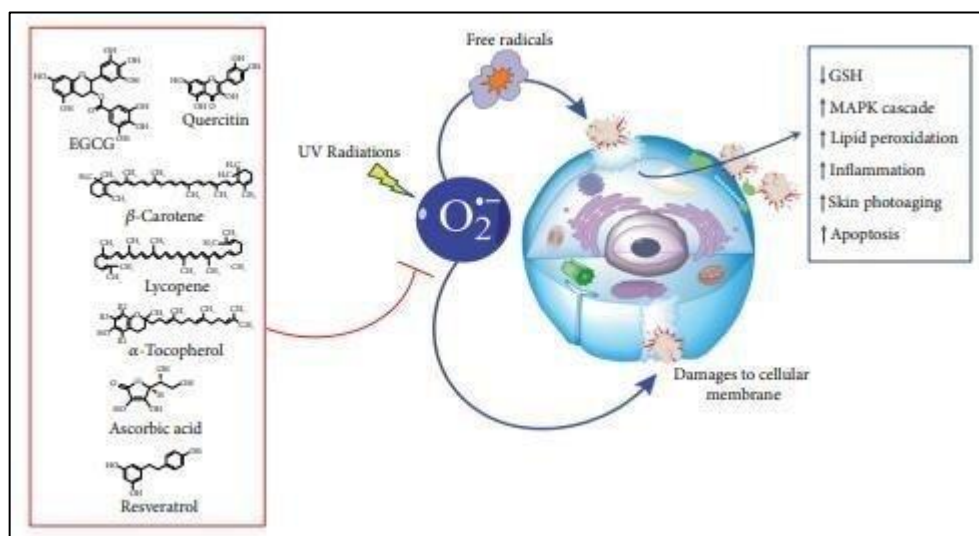 EGCG
Quercitin
β-Carotene
Lycopene
α-Tocopherol
Ascorbic acid
Resveratrol
UV Radiations
Free radicals
O₂•−
Damages to cellular
membrane
↓ GSH
↑ MAPK cascade
↑ Lipid peroxidation
↑ Inflammation
↑ Skin photoaging
↑ Apoptosis